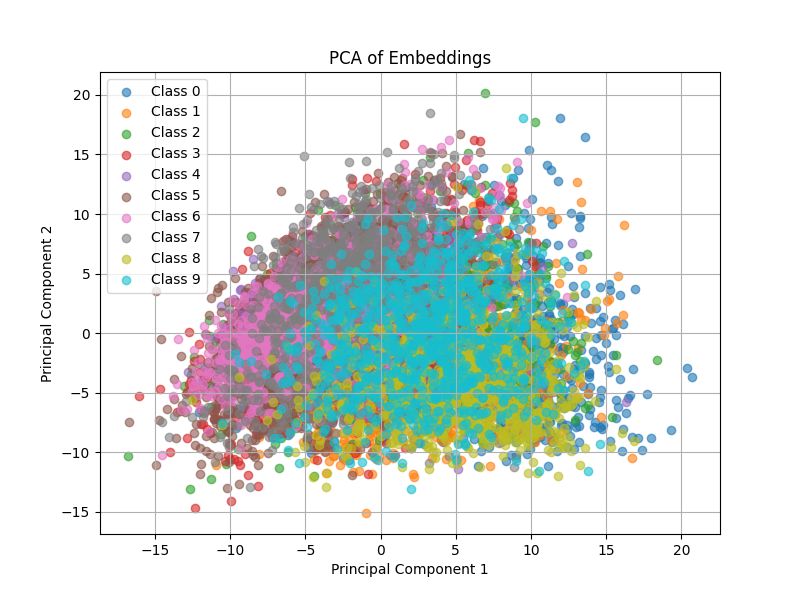 PCA of Embeddings
Class 0
Class 1
Class 2
Class 3
Class 4
Class 5
Class 6
Class 7
Class 8
Class 9
20
15
10
5
0
−5
−10
−15
Principal Component 2
−15 −10 −5 0 5 10 15 20
Principal Component 1